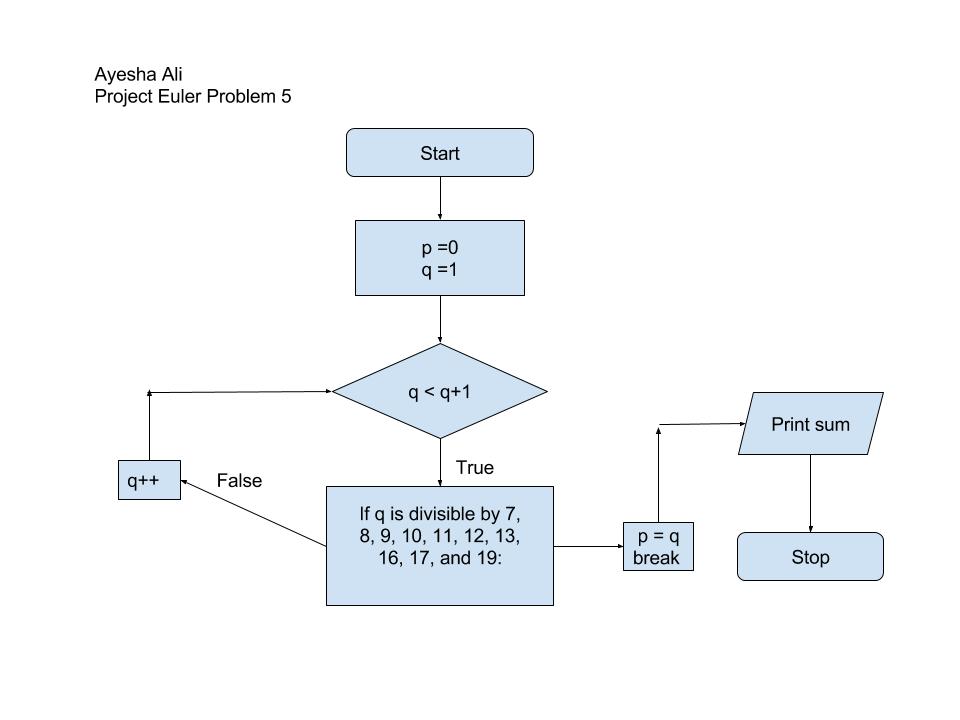 Ayesha Ali
Project Euler Problem 5
Start
p =0
q =1
q < q+1
True
False
q++
If q is divisible by 7,
8, 9, 10, 11, 12, 13,
16, 17, and 19:
p = q
break
Print sum
Stop